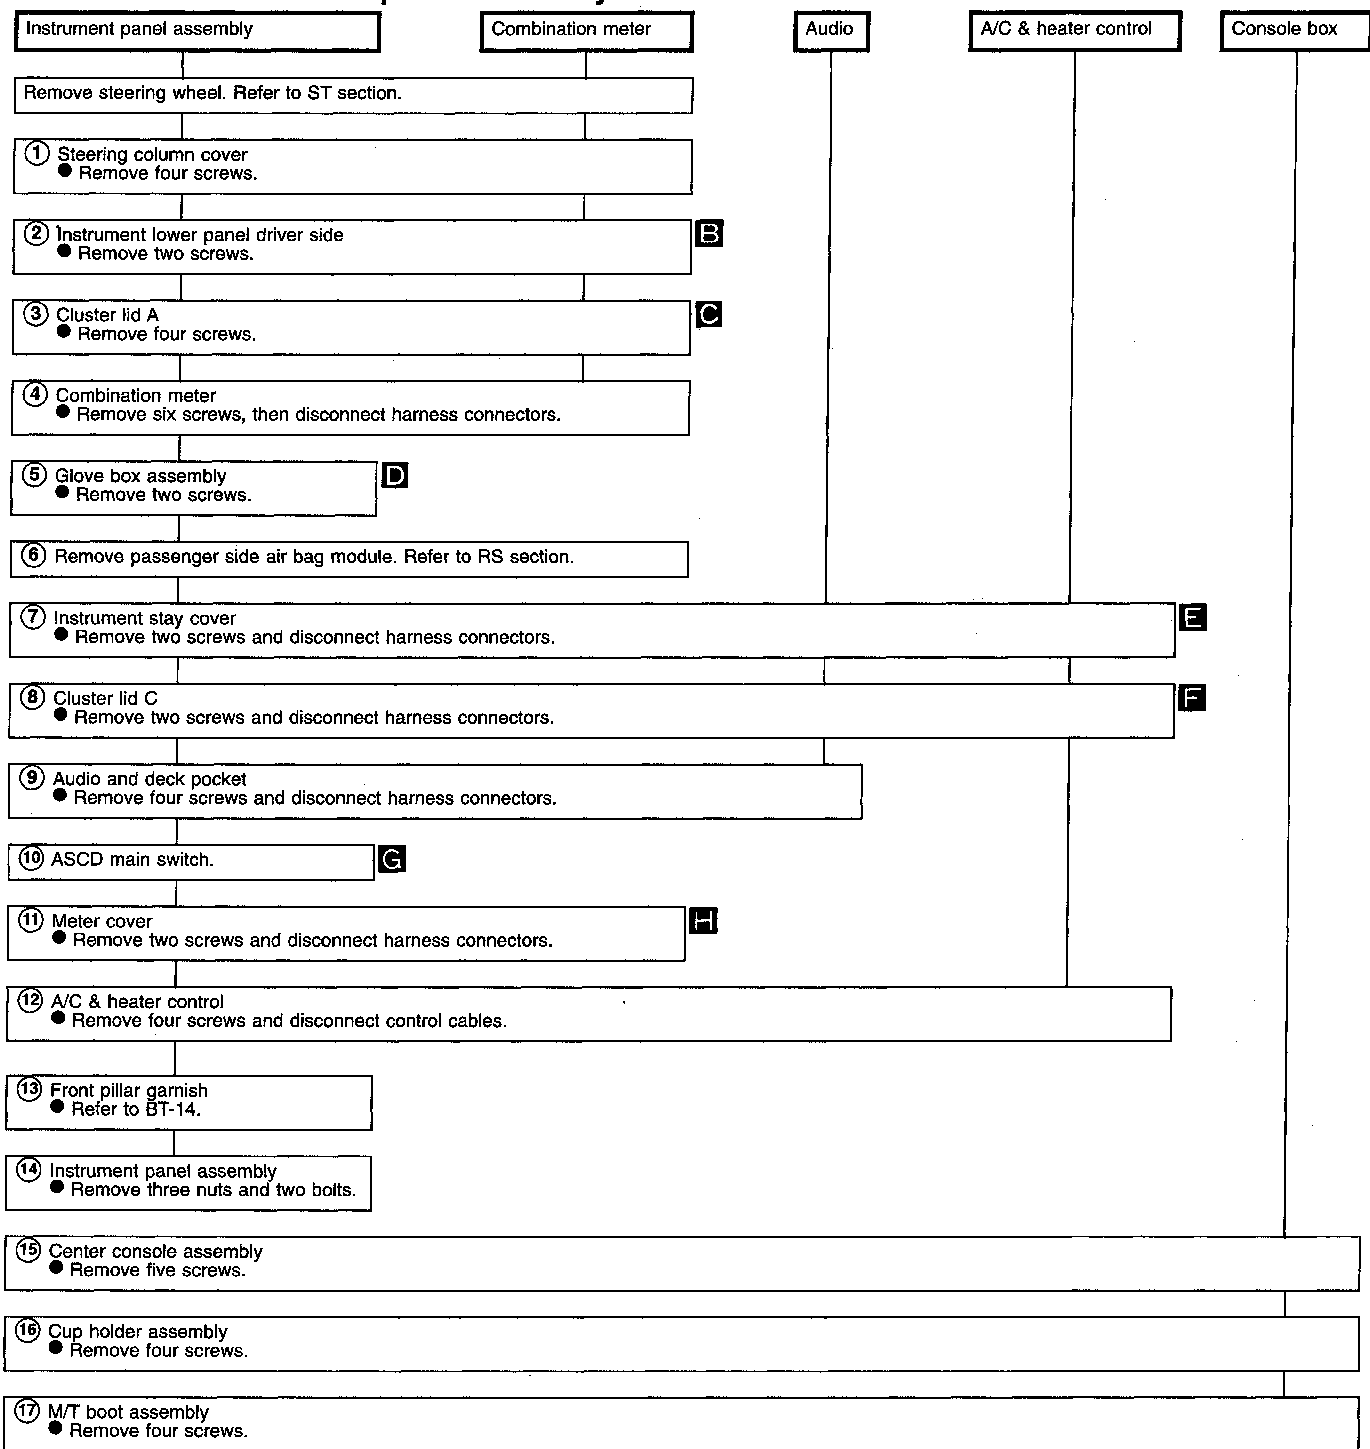 Instrument panel assembly
Combination meter
Audio
A/C & heater control
Console box
Remove steering wheel. Refer to ST section.
① Steering column cover
● Remove four screws.
② Instrument lower panel driver side
● Remove two screws.
B
③ Cluster lid A
● Remove four screws.
C
④ Combination meter
● Remove six screws, then disconnect harness connectors.
⑤ Glove box assembly
● Remove two screws.
D
⑥ Remove passenger side air bag module. Refer to RS section.
⑦ Instrument stay cover
● Remove two screws and disconnect harness connectors.
E
⑧ Cluster lid C
● Remove two screws and disconnect harness connectors.
F
⑨ Audio and deck pocket
● Remove four screws and disconnect harness connectors.
⑩ ASCD main switch.
G
⑪ Meter cover
● Remove two screws and disconnect harness connectors.
H
⑫ A/C & heater control
● Remove four screws and disconnect control cables.
⑬ Front pillar garnish
● Refer to BT-14.
⑭ Instrument panel assembly
● Remove three nuts and two bolts.
⑮ Center console assembly
● Remove five screws.
⑯ Cup holder assembly
● Remove four screws.
⑰ M/T boot assembly
● Remove four screws.